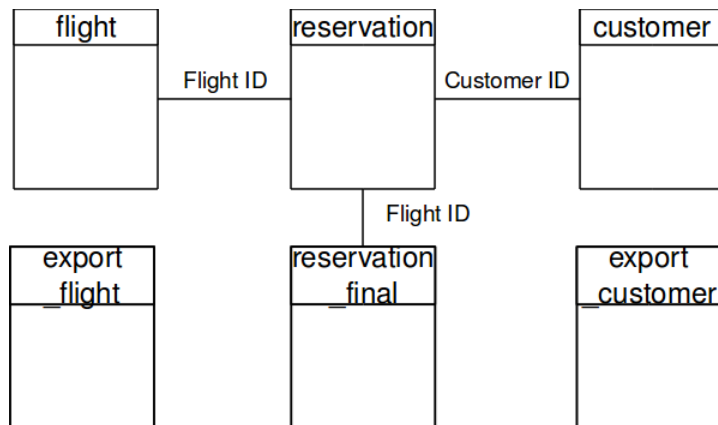 flight
reservation
customer
Flight ID
Customer ID
Flight ID
export
_flight
reservation
_final
export
_customer